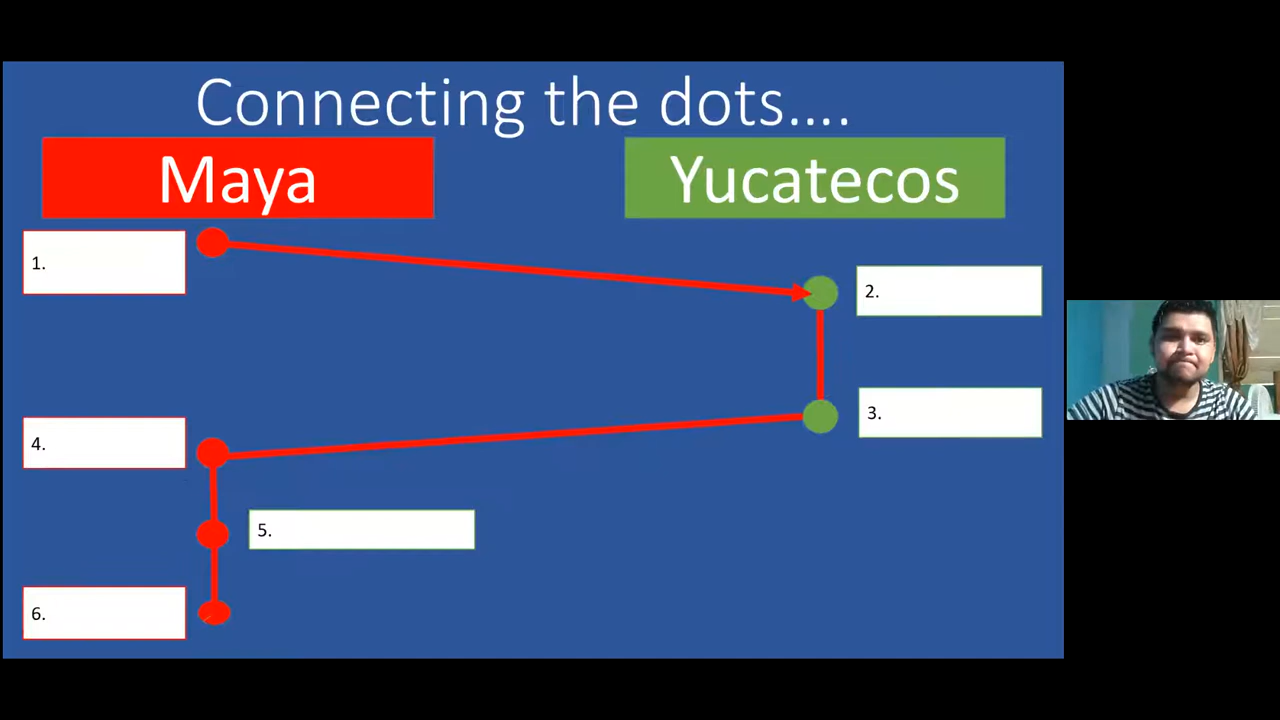 Connecting the dots....
Maya
Yucatecos
1.
2.
3.
4.
5.
6.